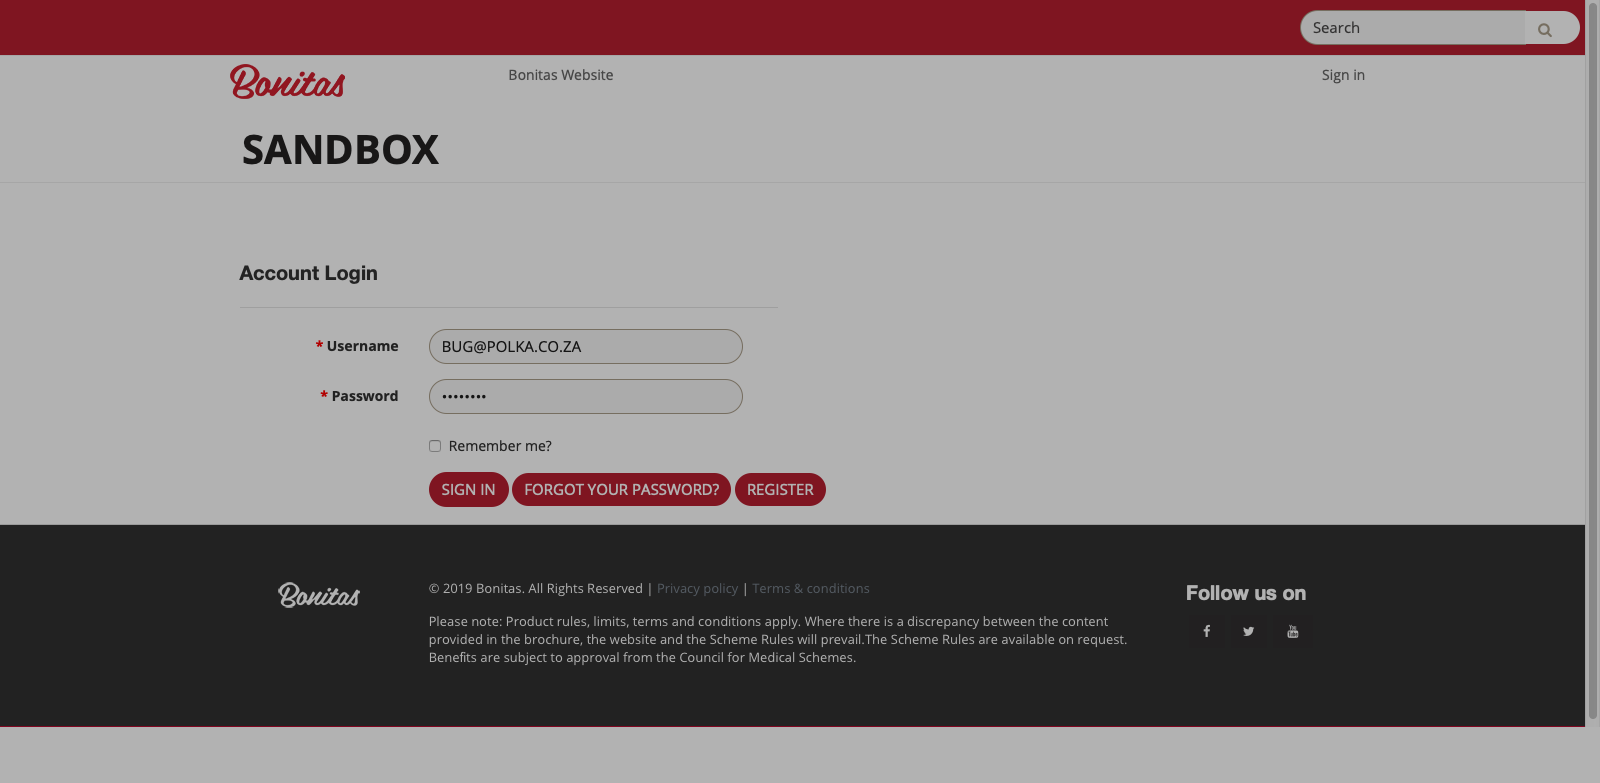 Search
Bonitas
Bonitas Website
Sign in
SANDBOX
Account Login
* Username
BUG@POLKA.CO.ZA
* Password
••••••••
Remember me?
SIGN IN
FORGOT YOUR PASSWORD?
REGISTER
Bonitas
© 2019 Bonitas. All Rights Reserved | Privacy policy | Terms & conditions
Please note: Product rules, limits, terms and conditions apply. Where there is a discrepancy between the content
provided in the brochure, the website and the Scheme Rules will prevail.The Scheme Rules are available on request.
Benefits are subject to approval from the Council for Medical Schemes.
Follow us on